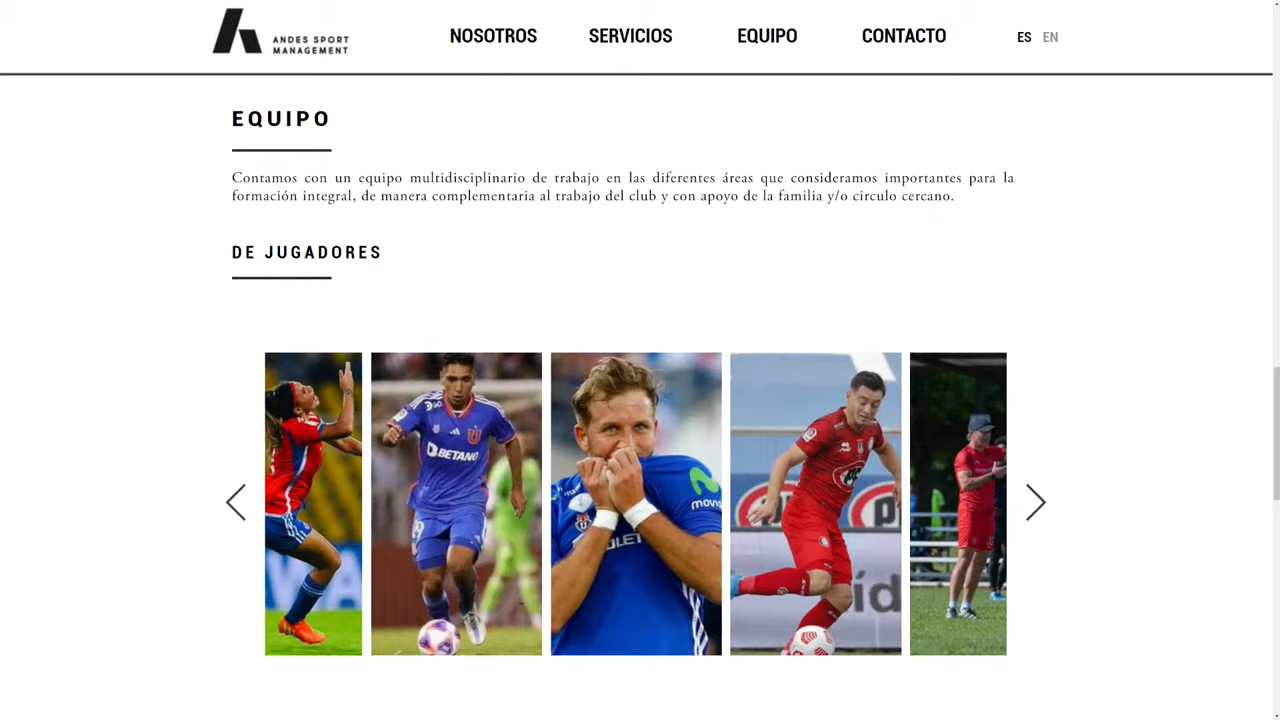 ANDES SPORT
MANAGEMENT
NOSOTROS
SERVICIOS
EQUIPO
CONTACTO
ES
EN
EQUIPO
Contamos con un equipo multidisciplinario de trabajo en las diferentes áreas que consideramos importantes para la
formación integral, de manera complementaria al trabajo del club y con apoyo de la familia y/o circulo cercano.
DE JUGADORES
BETANO
movis